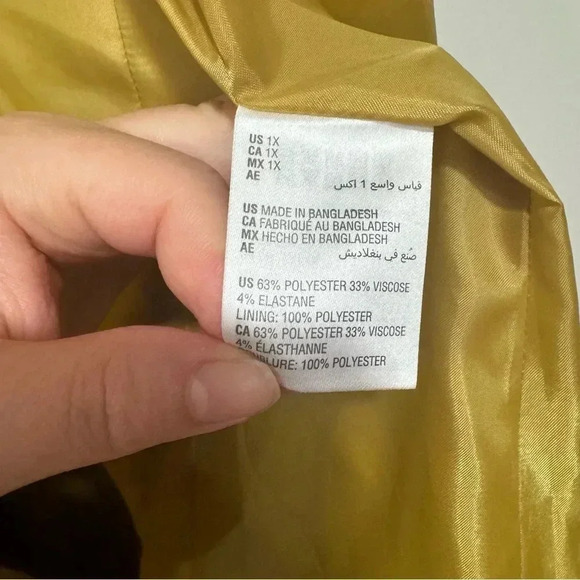 US 1X
CA 1X
MX 1X
AE
قياس واسع 1 اكس
US MADE IN BANGLADESH
CA FABRIQUÉ AU BANGLADESH
MX HECHO EN BANGLADESH
AE
صُنع في بنغلاديش
US 63% POLYESTER 33% VISCOSE
4% ELASTANE
LINING: 100% POLYESTER
CA 63% POLYESTER 33% VISCOSE
4% ÉLASTHANNE
100% POLYESTER